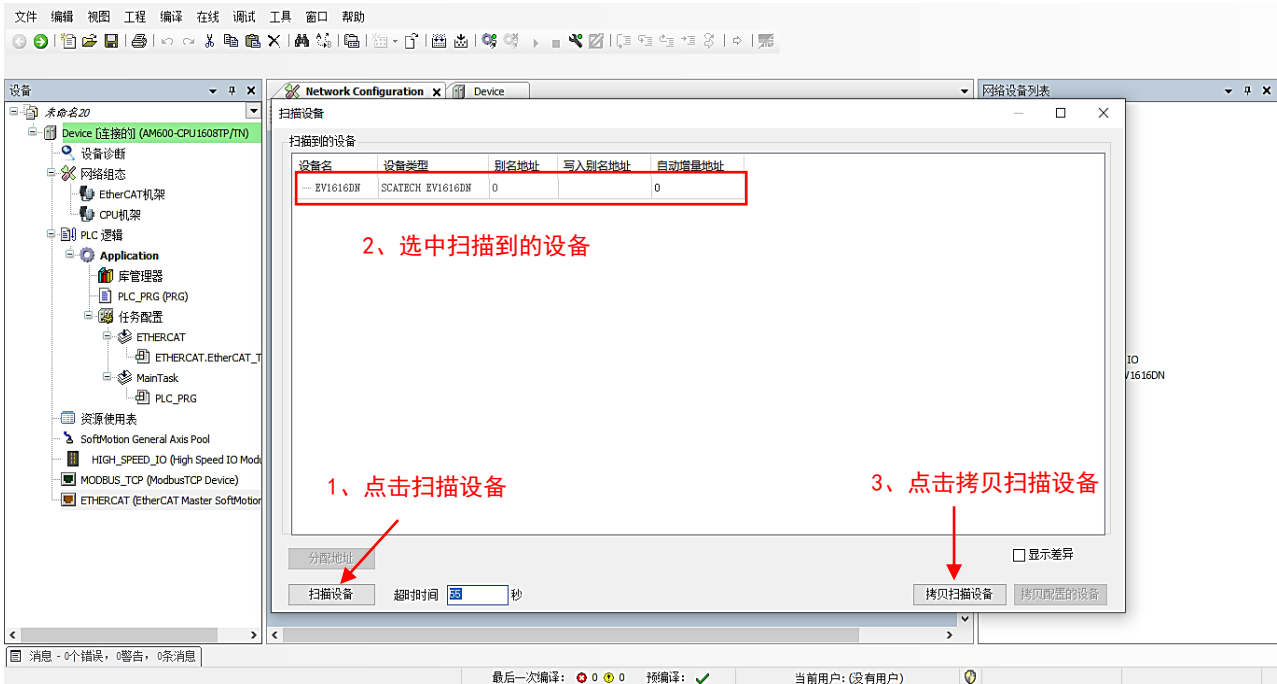 文件 编辑 视图 工程 编译 在线 调试 工具 窗口 帮助
设备
未命名20
Device [连接的] (AM600-CPU1608TP/TN)
设备诊断
网络组态
EtherCAT机架
CPU机架
PLC 逻辑
Application
库管理器
PLC_PRG (PRG)
任务配置
ETHERCAT
ETHERCAT.EtherCAT_T
MainTask
PLC_PRG
资源使用表
SoftMotion General Axis Pool
HIGH_SPEED_IO (High Speed IO Modu
MODBUS_TCP (ModbusTCP Device)
ETHERCAT (EtherCAT Master SoftMotion
Network Configuration Device
扫描设备
扫描到的设备
设备名 设备类型 别名地址 写入别名地址 自动增量地址
EV1616DN SCATECH EV1616DN 0 0
2、选中扫描到的设备
1、点击扫描设备
3、点击拷贝扫描设备
分配地址
显示差异
扫描设备 超时时间 55 秒
拷贝扫描设备 拷贝配置的设备
网络设备列表
IO
V1616DN
消息 - 0个错误，0警告，0条消息
最后一次编译： 0 0 预编译： 当前用户：(没有用户)